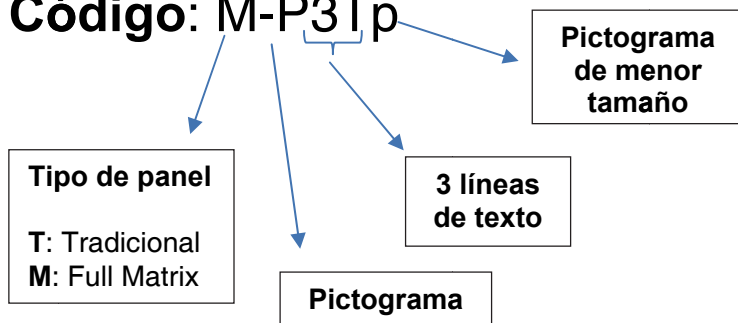 Código: M-P3Tp
Pictograma
de menor
tamaño
Tipo de panel
T: Tradicional
M: Full Matrix
3 líneas
de texto
Pictograma